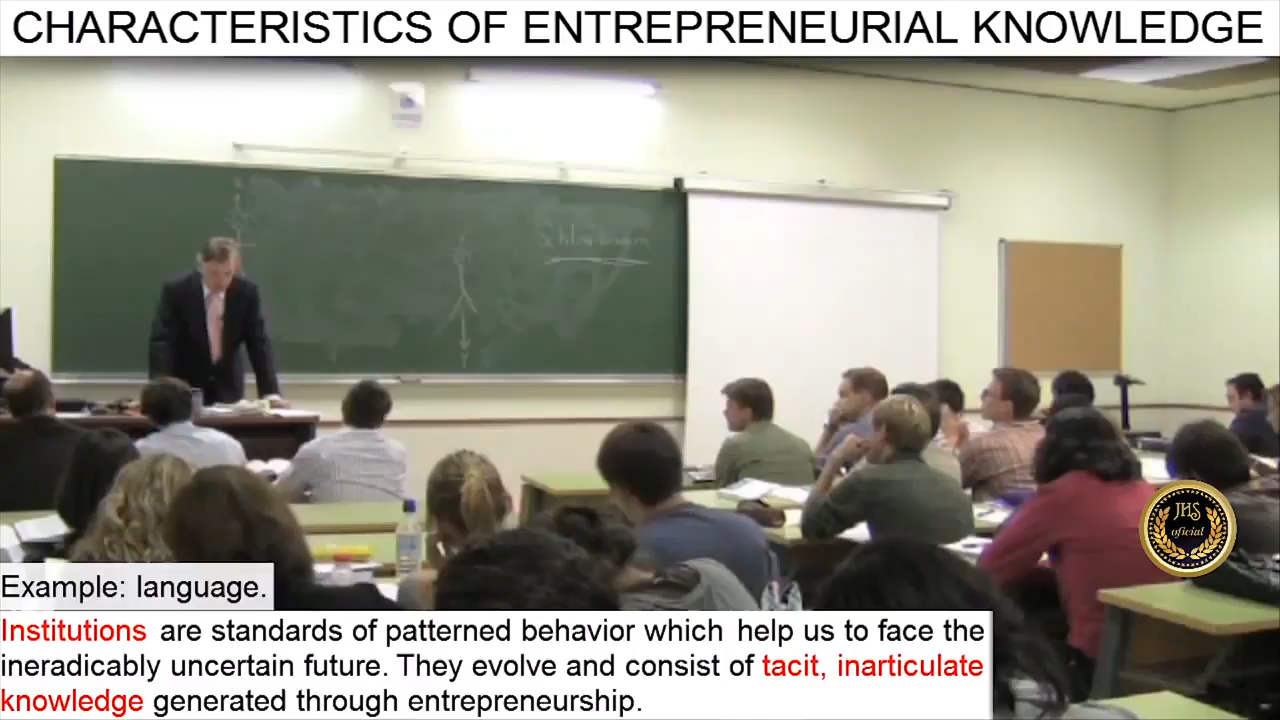 CHARACTERISTICS OF ENTREPRENEURIAL KNOWLEDGE
JHS
oficial
Example: language.
Institutions are standards of patterned behavior which help us to face the
ineradicably uncertain future. They evolve and consist of tacit, inarticulate
knowledge generated through entrepreneurship.